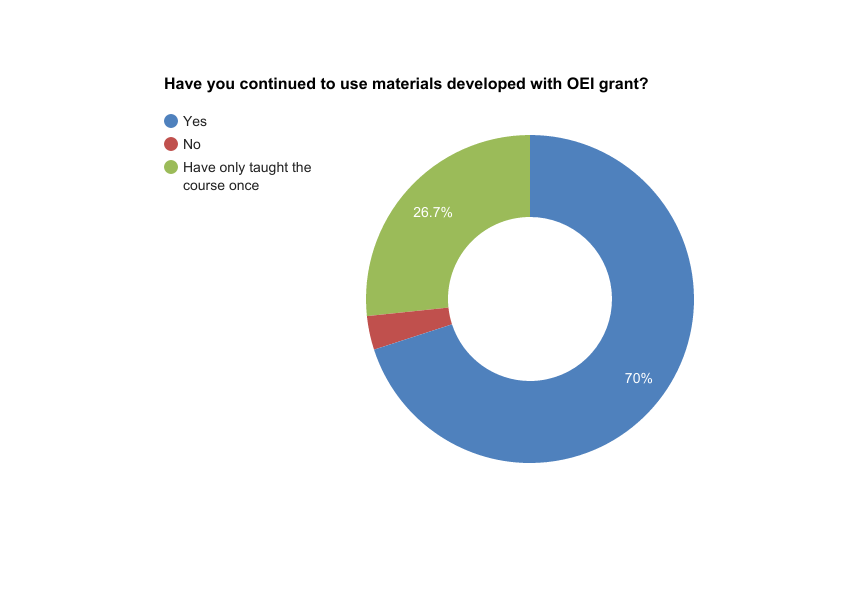 Have you continued to use materials developed with OEI grant?
Yes
No
Have only taught the
course once
26.7%
70%